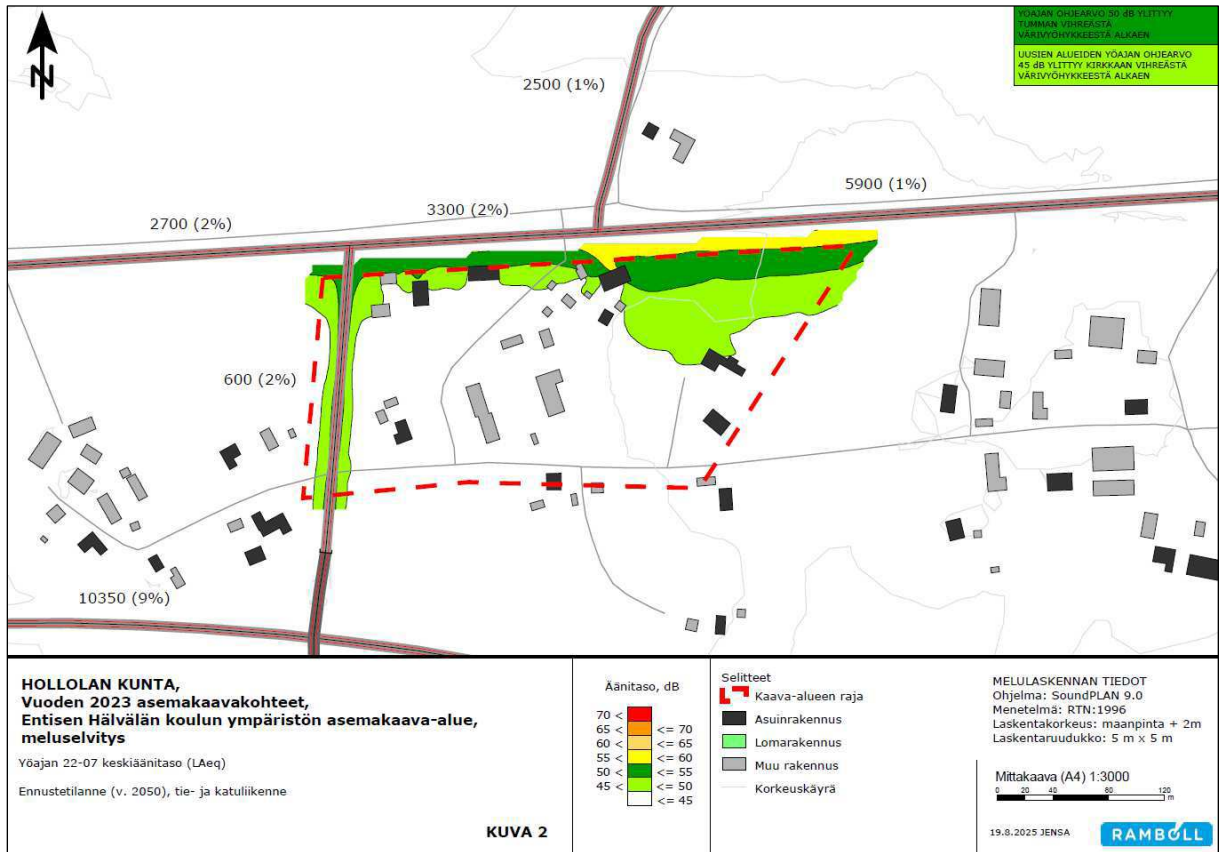 YÖAJAN OHJEARVO 50 dB YLITTYY
TUMMAN VIHREÄSTÄ
VÄRIVYÖHYKKEESTÄ ALKAEN
UUSIEN ALUEIDEN YÖAJAN OHJEARVO
45 dB YLITTYY KIRKKAAN VIHREÄSTÄ
VÄRIVYÖHYKKEESTÄ ALKAEN
N
2500 (1%)
5900 (1%)
3300 (2%)
2700 (2%)
600 (2%)
10350 (9%)
HOLLOLAN KUNTA,
Vuoden 2023 asemakaavakohteet,
Entisen Hälvälän koulun ympäristön asemakaava-alue,
meluselvitys
Yöajan 22-07 keskiäänitaso (LAeq)
Ennustetilanne (v. 2050), tie- ja katuliikenne
KUVA 2
Äänitaso, dB
70 <
65 < <= 70
60 < <= 65
55 < <= 60
50 < <= 55
45 < <= 50
<= 45
Selitteet
Kaava-alueen raja
Asuinrakennus
Lomarakennus
Muu rakennus
Korkeuskäyrä
MELULASKENNAN TIEDOT
Ohjelma: SoundPLAN 9.0
Menetelmä: RTN:1996
Laskentakorkeus: maanpinta + 2m
Laskentaruudukko: 5 m x 5 m
Mittakaava (A4) 1:3000
0 20 40 60 80 120
m
19.8.2025 JENSA
RAMBOLL